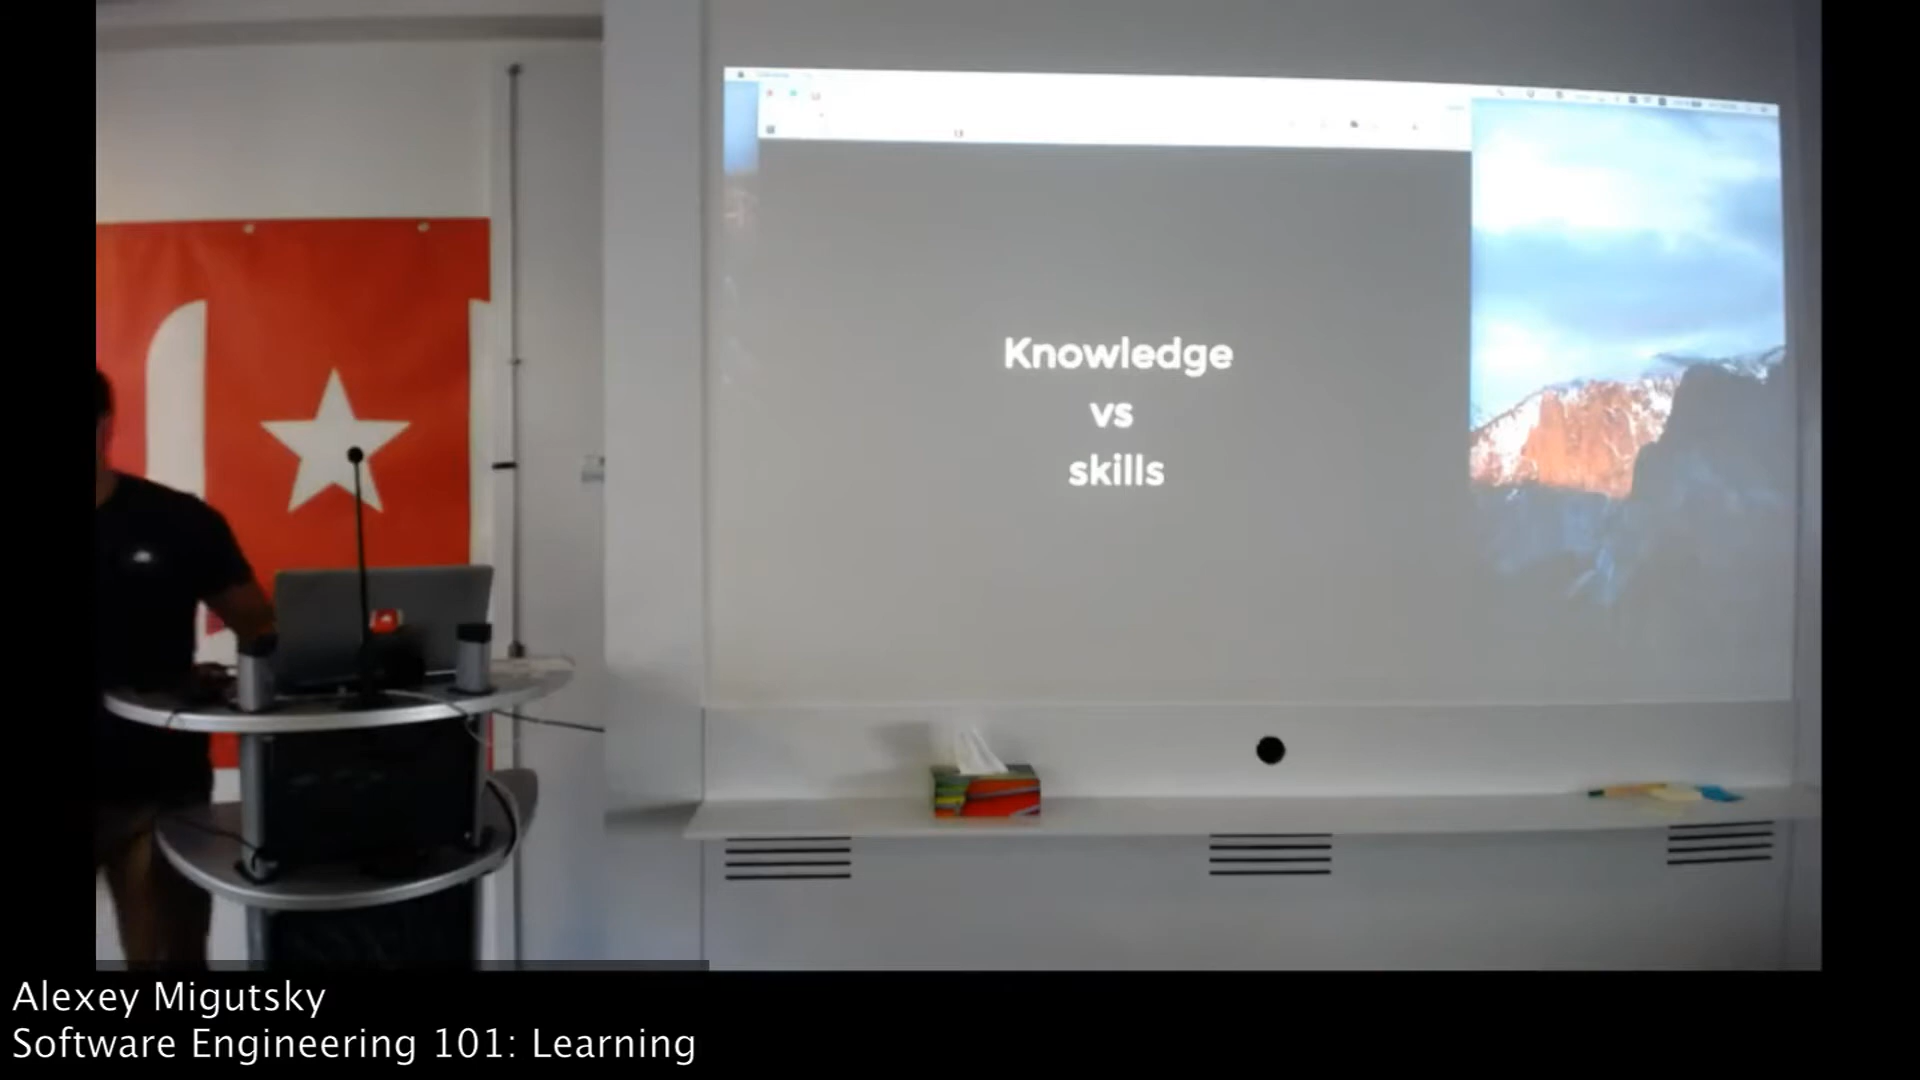 Knowledge
vs
skills
Alexey Migutsky
Software Engineering 101: Learning